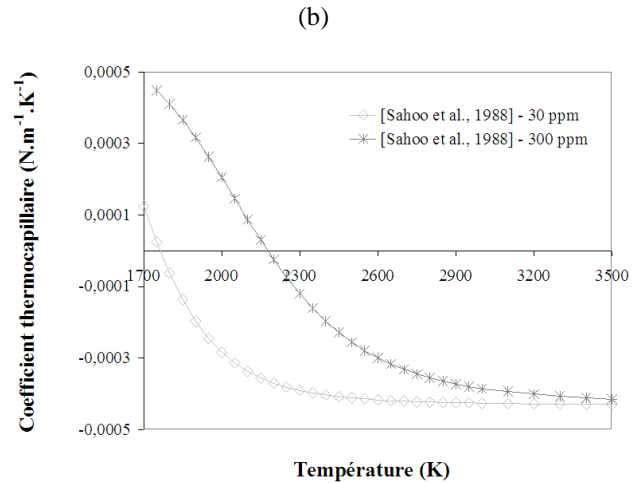 (b)
Coefficient thermocapillaire (N.m⁻¹.K⁻¹)
0,0005
0,0003
0,0001
-0,0001
-0,0003
-0,0005
[Sahoo et al., 1988] - 30 ppm
[Sahoo et al., 1988] - 300 ppm
1700 2000 2300 2600 2900 3200 3500
Température (K)